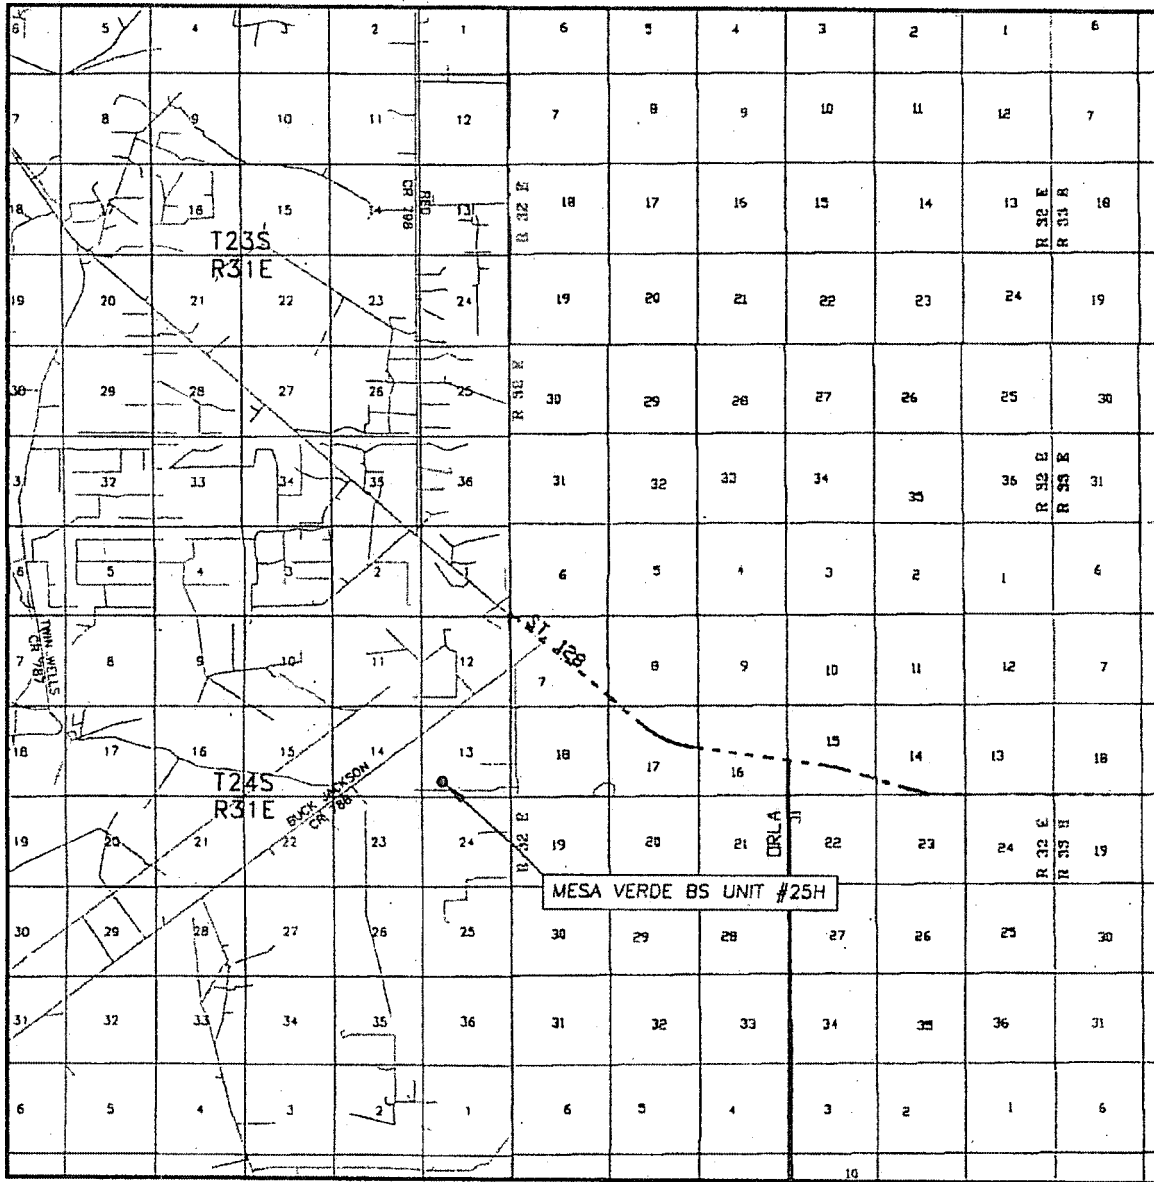 6 5 4 3 2 1 6 5 4 3 2 1 6
7 8 9 10 11 12 7 8 9 10 11 12 7
18 17 16 15 14 13 18 17 16 15 14 13 18
RED
CR 798
R 32 E
R 32 E
R 33 E
T23S
R31E
19 20 21 22 23 24 19 20 21 22 23 24 19
30 29 28 27 26 25 30 29 28 27 26 25 30
R 32 E
31 32 33 34 35 36 31 32 33 34 35 36 31
R 32 E
R 33 E
6 5 4 3 2 1 6 5 4 3 2 1 6
ST. 128
7 8 9 10 11 12 7 8 9 10 11 12 7
TWIN WELLS
CR 787
18 17 16 15 14 13 18 17 16 15 14 13 18
T24S
R31E
BUCK JACKSON
CR 786
19 20 21 22 23 24 19 20 21 22 23 24 19
R 32 E
ORLA
R 32 E
R 33 E
MESA VERDE BS UNIT #25H
30 29 28 27 26 25 30 29 28 27 26 25 30
31 32 33 34 35 36 31 32 33 34 35 36 31
6 5 4 3 2 1 6 5 4 3 2 1 6
10